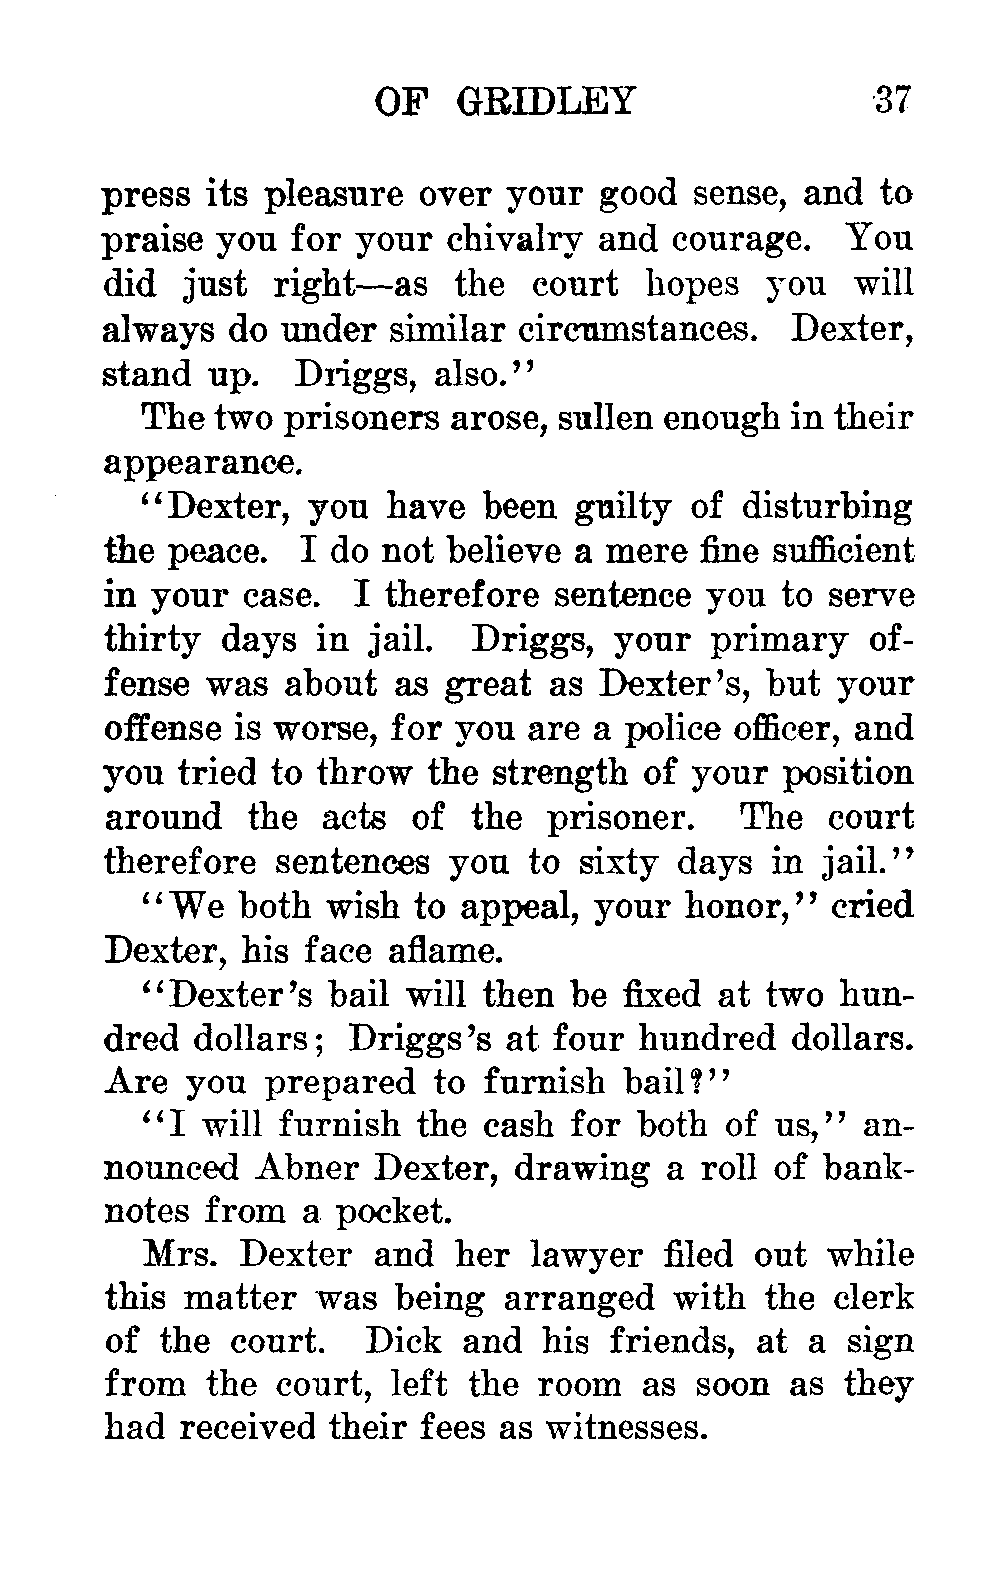 OF GRIDLEY 37
press its pleasure over your good sense, and to
praise you for your chivalry and courage. You
did just right—as the court hopes you will
always do under similar circumstances. Dexter,
stand up. Driggs, also.”
The two prisoners arose, sullen enough in their
appearance.
“Dexter, you have been guilty of disturbing
the peace. I do not believe a mere fine sufficient
in your case. I therefore sentence you to serve
thirty days in jail. Driggs, your primary of-
fense was about as great as Dexter’s, but your
offense is worse, for you are a police officer, and
you tried to throw the strength of your position
around the acts of the prisoner. The court
therefore sentences you to sixty days in jail.”
“We both wish to appeal, your honor,” cried
Dexter, his face aflame.
“Dexter’s bail will then be fixed at two hun-
dred dollars; Driggs’s at four hundred dollars.
Are you prepared to furnish bail?”
“I will furnish the cash for both of us,” an-
nounced Abner Dexter, drawing a roll of bank-
notes from a pocket.
Mrs. Dexter and her lawyer filed out while
this matter was being arranged with the clerk
of the court. Dick and his friends, at a sign
from the court, left the room as soon as they
had received their fees as witnesses.